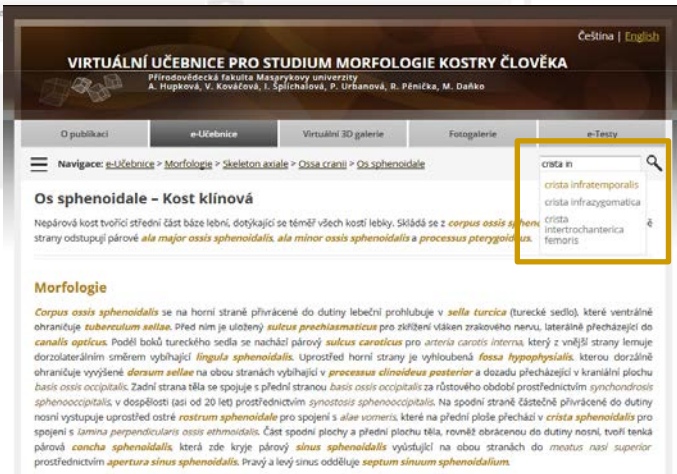 Čeština | English
VIRTUÁLNÍ UČEBNICE PRO STUDIUM MORFOLOGIE KOSTRY ČLOVĚKA
Přírodovědecká fakulta Masarykovy univerzity
A. Hupková, V. Kováčová, I. Šplíchalová, P. Urbanová, R. Pěnička, M. Daňko
O publikaci e-Učebnice Virtuální 3D galerie Fotogalerie e-Testy
Navigace: e-Učebnice > Morfologie > Skeleton axiale > Ossa cranii > Os sphenoidale
crista in
crista infratemporalis
crista infrazygomatica
crista
intertrochanterica
femoris
Os sphenoidale – Kost klínová
Nepárová kost tvořící střední část báze lební, dotýkající se téměř všech kostí lebky. Skládá se z corpus ossis
strany odstupují párové ala major ossis sphenoidalis, ala minor ossis sphenoidalis a processus pterygoideus.
Morfologie
Corpus ossis sphenoidalis se na horní straně přivrácené do dutiny lebeční prohlubuje v sella turcica (turecké sedlo), které ventrálně
ohraničuje tuberculum sellae. Před ním je uložený sulcus prechiasmaticus pro zkřížení vláken zrakového nervu, laterálně přecházející do
canalis opticus. Podél boků tureckého sedla se nachází párový sulcus caroticus pro arteria carotis interna, který z vnější strany lemuje
dorzolaterálním směrem vybíhající lingula sphenoidalis. Uprostřed horní strany je vyhloubená fossa hypophysialis, kterou dorzálně
ohraničuje vyvýšené dorsum sellae na obou stranách vybíhající v processus clinoideus posterior a dozadu přecházející v kraniální plochu
basis ossis occipitalis. Zadní strana těla se spojuje s přední stranou basis ossis occipitalis za růstového období prostřednictvím synchondrosis
sphenooccipitalis, v dospělosti (asi od 20 let) prostřednictvím synostosis sphenooccipitalis. Na spodní straně částečně přivrácené do dutiny
nosní vystupuje uprostřed ostré rostrum sphenoidale pro spojení s alae vomeris, které na přední ploše přechází v crista sphenoidalis pro
spojení s lamina perpendicularis ossis ethmoidalis. Část spodní plochy a přední plochu těla, rovněž obrácenou do dutiny nosní, tvoří tenká
párová concha sphenoidalis, která zde kryje párový sinus sphenoidalis vyúsťující na obou stranách do meatus nasi superior
prostřednictvím apertura sinus sphenoidalis. Pravý a levý sinus odděluje septum sinuum sphenoidalium.